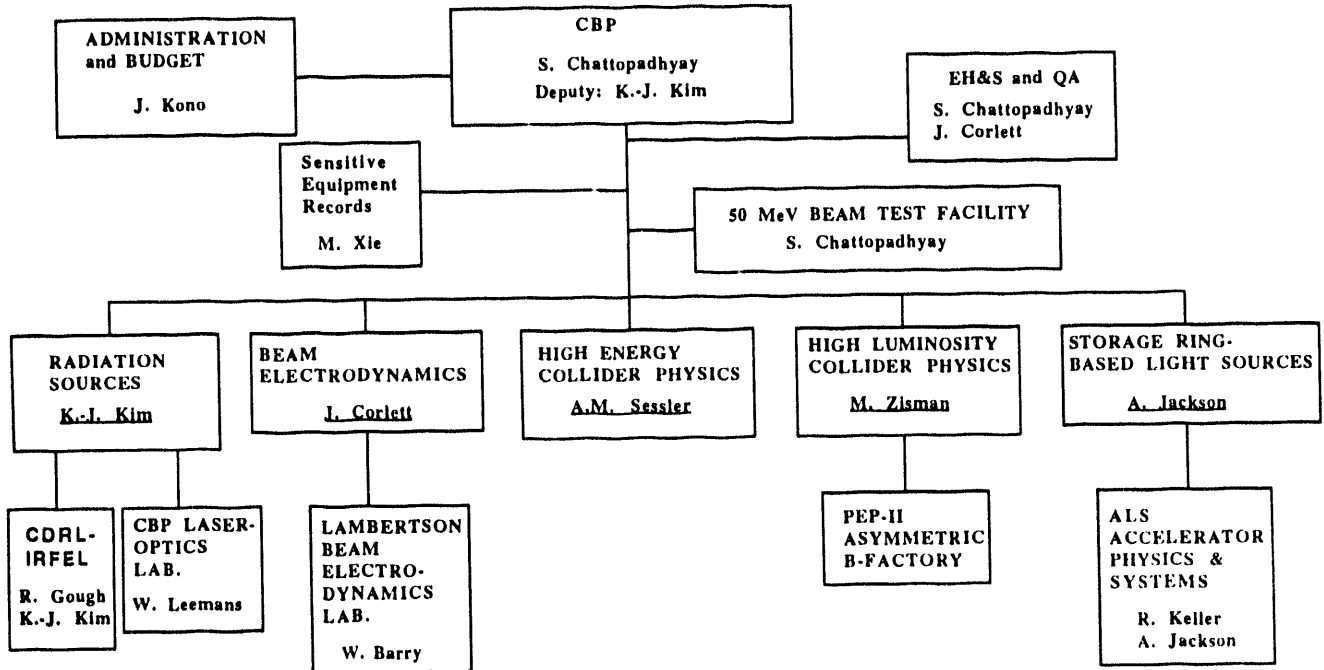 ADMINISTRATION
and BUDGET
J. Kono
CBP
S. Chattopadhyay
Deputy: K.-J. Kim
EH&S and QA
S. Chattopadhyay
J. Corlett
Sensitive
Equipment
Records
M. Xie
50 MeV BEAM TEST FACILITY
S. Chattopadhyay
RADIATION
SOURCES
K.-J. Kim
BEAM
ELECTRODYNAMICS
J. Corlett
HIGH ENERGY
COLLIDER PHYSICS
A.M. Sessler
HIGH LUMINOSITY
COLLIDER PHYSICS
M. Zisman
STORAGE RING-
BASED LIGHT SOURCES
A. Jackson
CDRL-
IRFEL
R. Gough
K.-J. Kim
CBP LASER-
OPTICS
LAB.
W. Leemans
LAMBERTSON
BEAM
ELECTRO-
DYNAMICS
LAB.
W. Barry
PEP-II
ASYMMETRIC
B-FACTORY
ALS
ACCELERATOR
PHYSICS &
SYSTEMS
R. Keller
A. Jackson